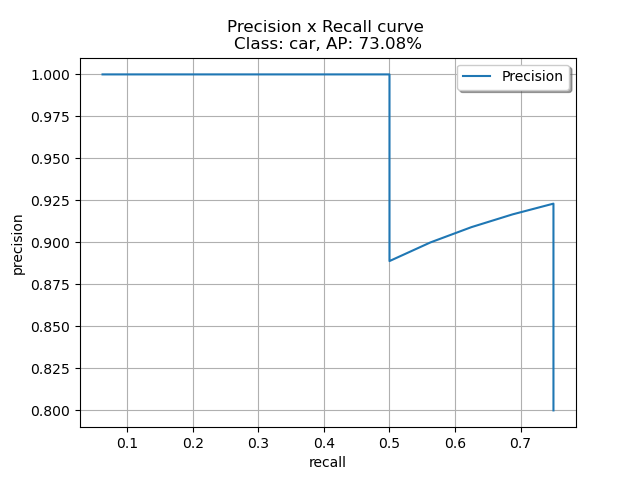 Precision x Recall curve
Class: car, AP: 73.08%
Precision
precision
1.000
0.975
0.950
0.925
0.900
0.875
0.850
0.825
0.800
0.1 0.2 0.3 0.4 0.5 0.6 0.7
recall